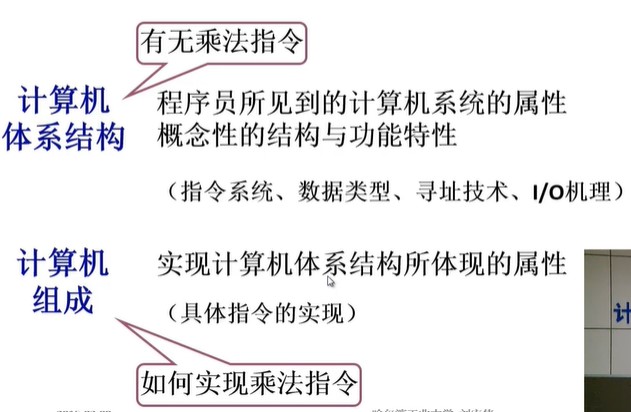 有无乘法指令
计算机
体系结构
程序员所见到的计算机系统的属性
概念性的结构与功能特性
（指令系统、数据类型、寻址技术、I/O机理）
计算机
组成
实现计算机体系结构所体现的属性
（具体指令的实现）
如何实现乘法指令
计